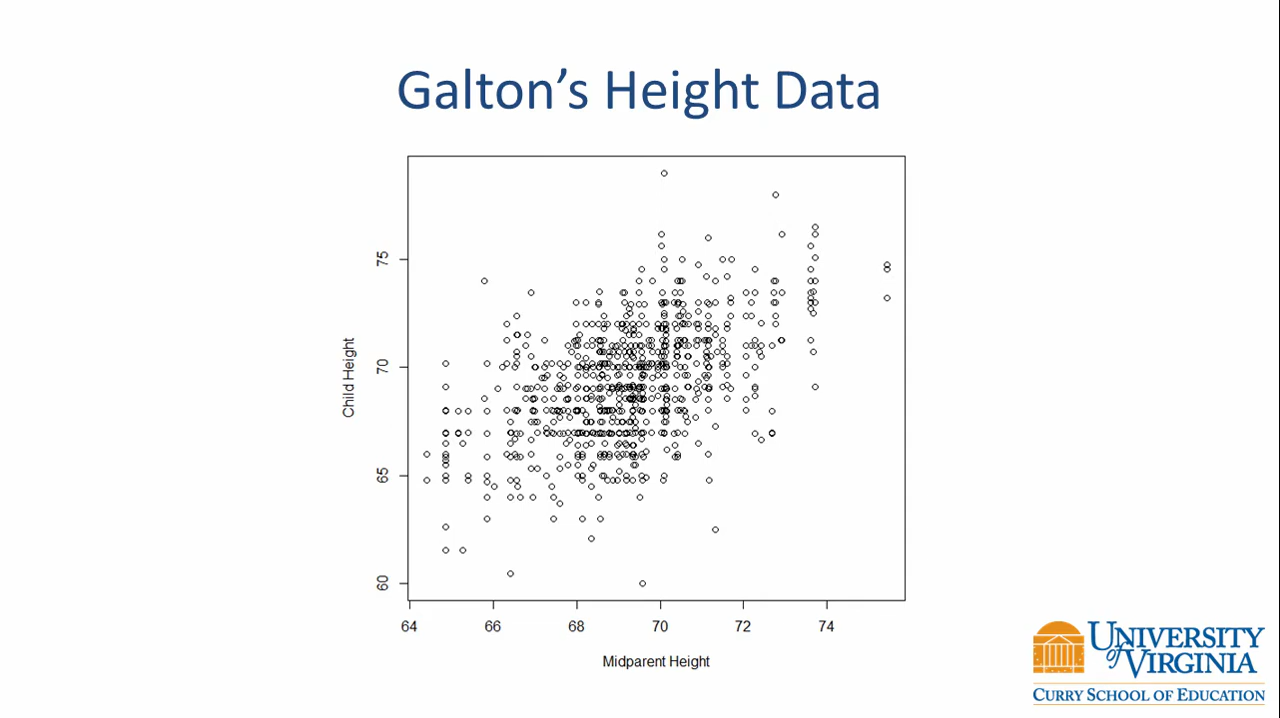 Galton's Height Data
75
70
65
60
Child Height
64 66 68 70 72 74
Midparent Height
UNIVERSITY
of VIRGINIA
CURRY SCHOOL OF EDUCATION